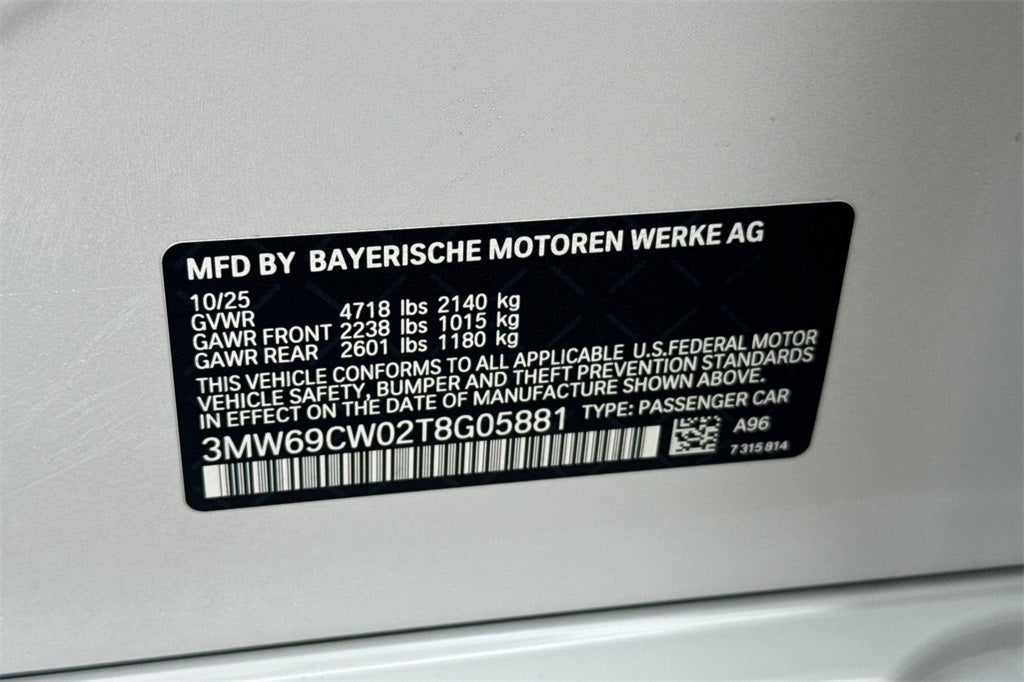 MFD BY BAYERISCHE MOTOREN WERKE AG
10/25
GVWR 4718 lbs 2140 kg
GAWR FRONT 2238 lbs 1015 kg
GAWR REAR 2601 lbs 1180 kg
THIS VEHICLE CONFORMS TO ALL APPLICABLE U.S.FEDERAL MOTOR
VEHICLE SAFETY, BUMPER AND THEFT PREVENTION STANDARDS
IN EFFECT ON THE DATE OF MANUFACTURE SHOWN ABOVE.
3MW69CW02T8G05881 TYPE: PASSENGER CAR
A96
7 315 814